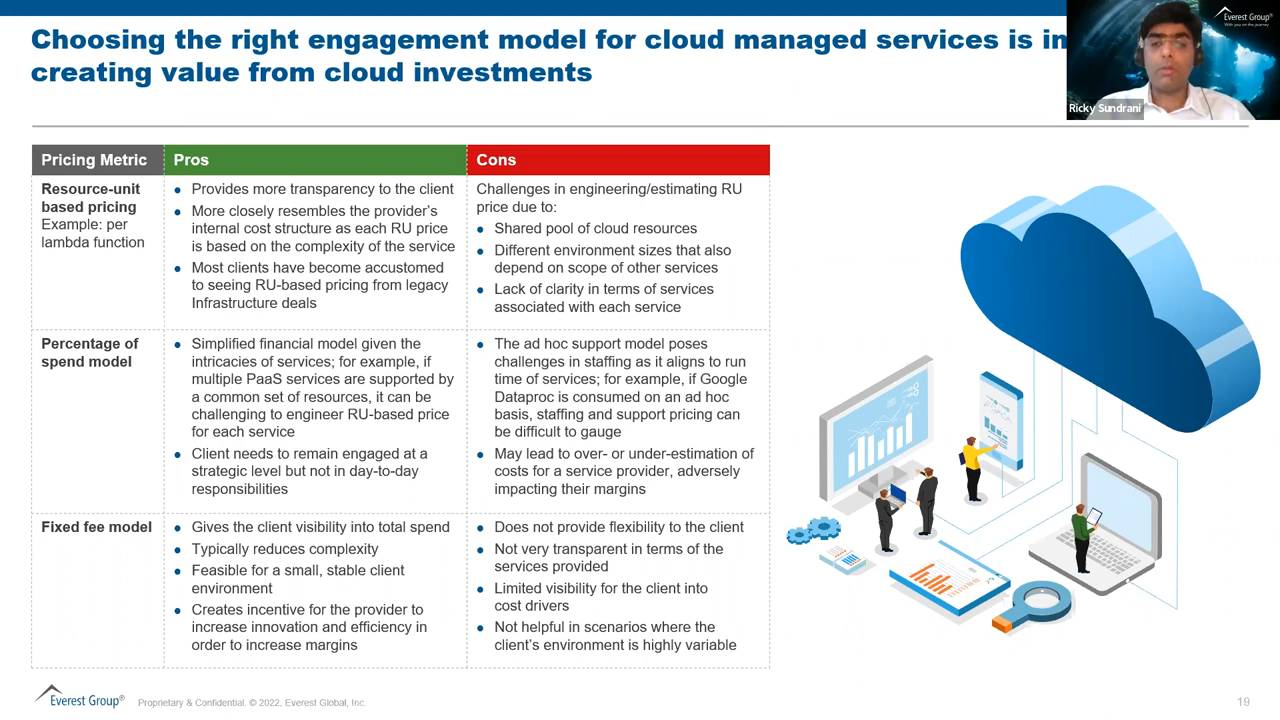 Choosing the right engagement model for cloud managed services is in
creating value from cloud investments
Everest Group®
With you on the journey
Ricky Sundrani
Pricing Metric
Pros
Cons
Resource-unit
based pricing
Example: per
lambda function
● Provides more transparency to the client
● More closely resembles the provider's
internal cost structure as each RU price
is based on the complexity of the service
● Most clients have become accustomed
to seeing RU-based pricing from legacy
Infrastructure deals
Challenges in engineering/estimating RU
price due to:
● Shared pool of cloud resources
● Different environment sizes that also
depend on scope of other services
● Lack of clarity in terms of services
associated with each service
Percentage of
spend model
● Simplified financial model given the
intricacies of services; for example, if
multiple PaaS services are supported by
a common set of resources, it can be
challenging to engineer RU-based price
for each service
● Client needs to remain engaged at a
strategic level but not in day-to-day
responsibilities
● The ad hoc support model poses
challenges in staffing as it aligns to run
time of services; for example, if Google
Dataproc is consumed on an ad hoc
basis, staffing and support pricing can
be difficult to gauge
● May lead to over- or under-estimation of
costs for a service provider, adversely
impacting their margins
Fixed fee model
● Gives the client visibility into total spend
● Typically reduces complexity
● Feasible for a small, stable client
environment
● Creates incentive for the provider to
increase innovation and efficiency in
order to increase margins
● Does not provide flexibility to the client
● Not very transparent in terms of the
services provided
● Limited visibility for the client into
cost drivers
● Not helpful in scenarios where the
client's environment is highly variable
Everest Group®
Proprietary & Confidential. © 2022, Everest Global, Inc.
19